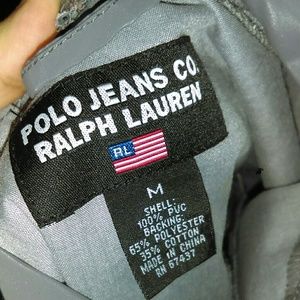 POLO JEANS CO.
RALPH LAUREN
RL
M
SHELL:
100% PVC
BACKING:
65% POLYESTER
35% COTTON
MADE IN CHINA
RN 67437